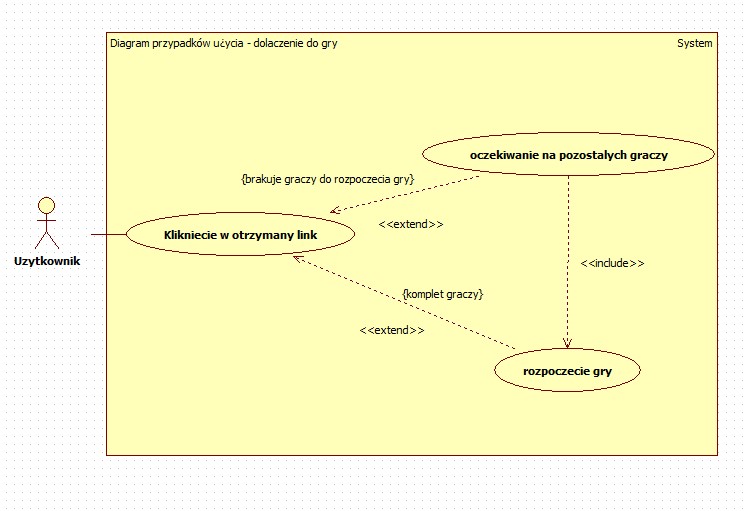 Diagram przypadków użycia - dolaczenie do gry
System
oczekiwanie na pozostalych graczy
{brakuje graczy do rozpoczecia gry}
<<extend>>
Klikniecie w otrzymany link
Uzytkownik
<<include>>
{komplet graczy}
<<extend>>
rozpoczecie gry